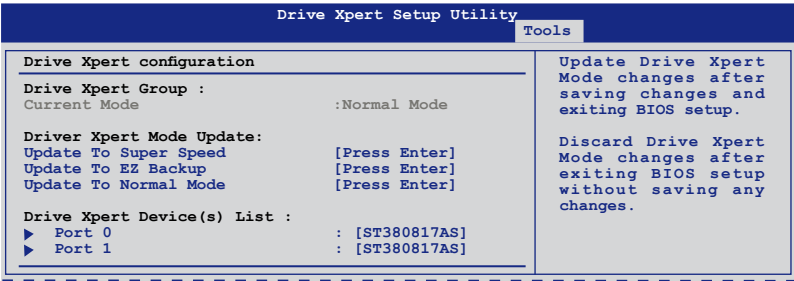 Drive Xpert Setup Utility
Tools
Drive Xpert configuration
Drive Xpert Group :
Current Mode :Normal Mode
Driver Xpert Mode Update:
Update To Super Speed [Press Enter]
Update To EZ Backup [Press Enter]
Update To Normal Mode [Press Enter]
Drive Xpert Device(s) List :
Port 0 : [ST380817AS]
Port 1 : [ST380817AS]
Update Drive Xpert
Mode changes after
saving changes and
exiting BIOS setup.
Discard Drive Xpert
Mode changes after
exiting BIOS setup
without saving any
changes.